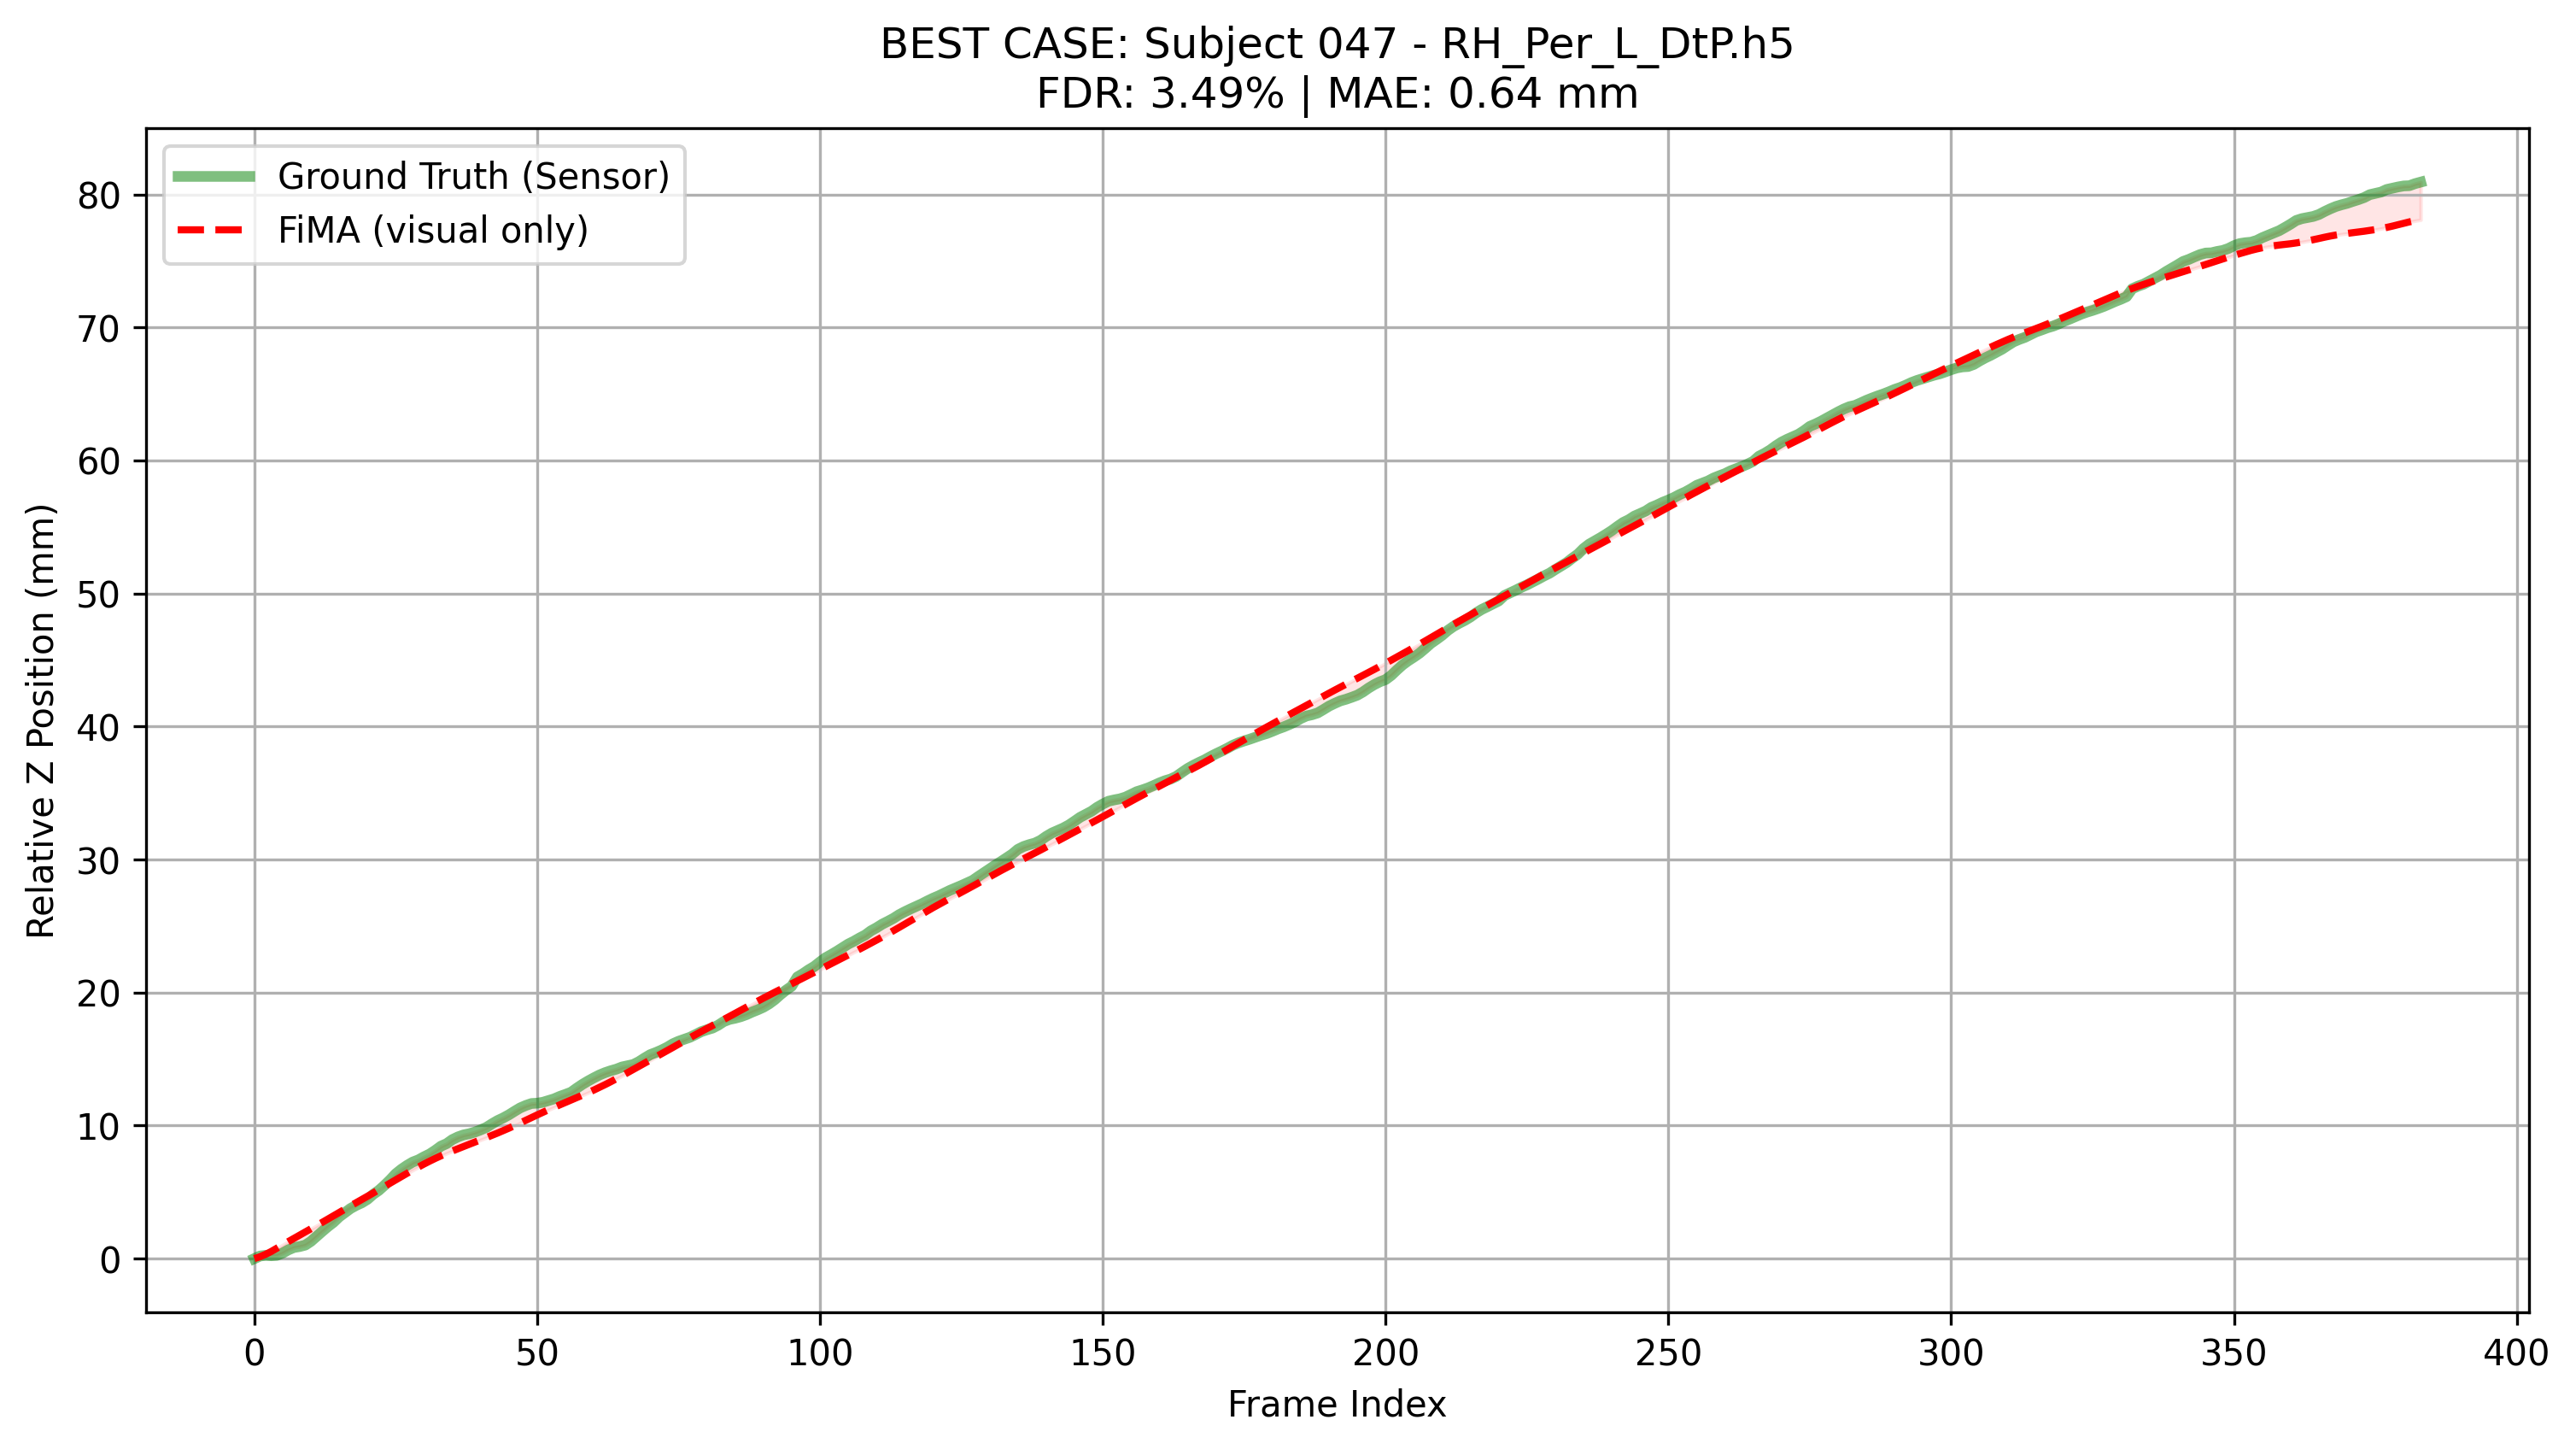 BEST CASE: Subject 047 - RH_Per_L_DtP.h5
FDR: 3.49% | MAE: 0.64 mm
Ground Truth (Sensor)
FiMA (visual only)
Relative Z Position (mm)
80
70
60
50
40
30
20
10
0
0 50 100 150 200 250 300 350 400
Frame Index